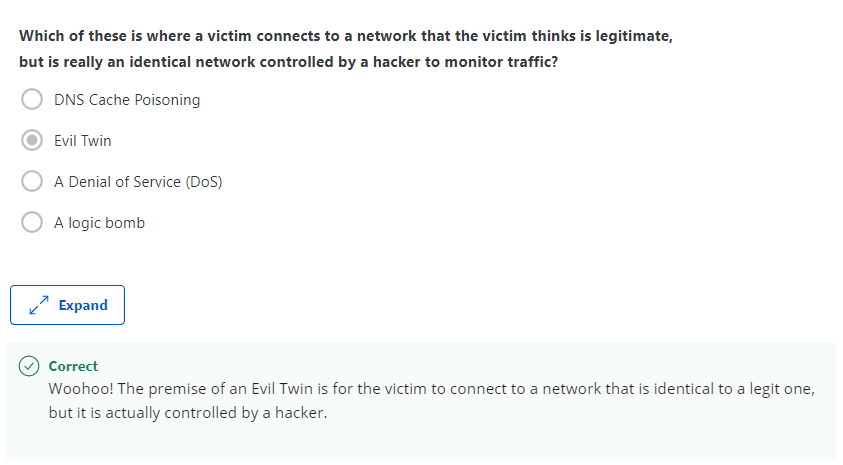 Which of these is where a victim connects to a network that the victim thinks is legitimate,
but is really an identical network controlled by a hacker to monitor traffic?
DNS Cache Poisoning
Evil Twin
A Denial of Service (DoS)
A logic bomb
Expand
Correct
Woohoo! The premise of an Evil Twin is for the victim to connect to a network that is identical to a legit one,
but it is actually controlled by a hacker.